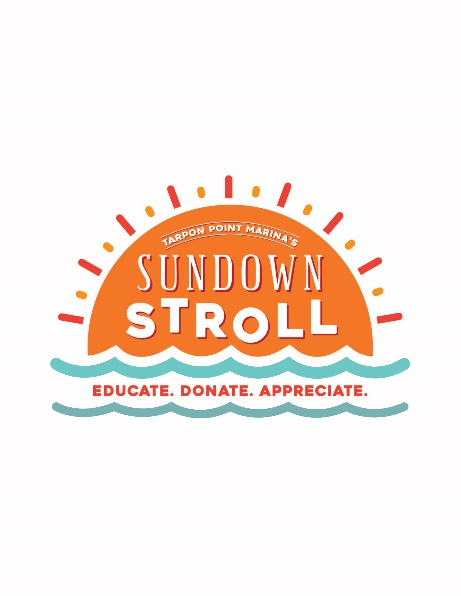 TARPON POINT MARINA'S
SUNDOWN
STROLL
EDUCATE. DONATE. APPRECIATE.